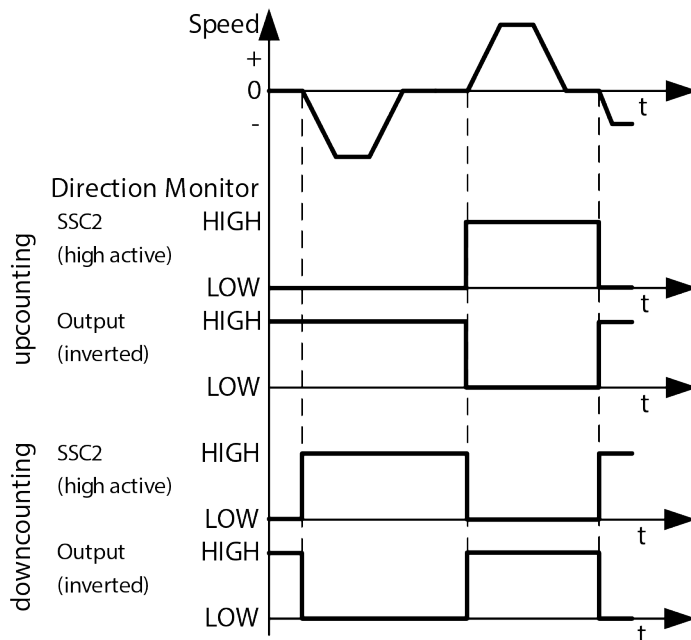 Speed
+
0
-
t
Direction Monitor
upcounting
SSC2
(high active)
HIGH
LOW
t
Output
(inverted)
HIGH
LOW
t
downcounting
SSC2
(high active)
HIGH
LOW
t
Output
(inverted)
HIGH
LOW
t